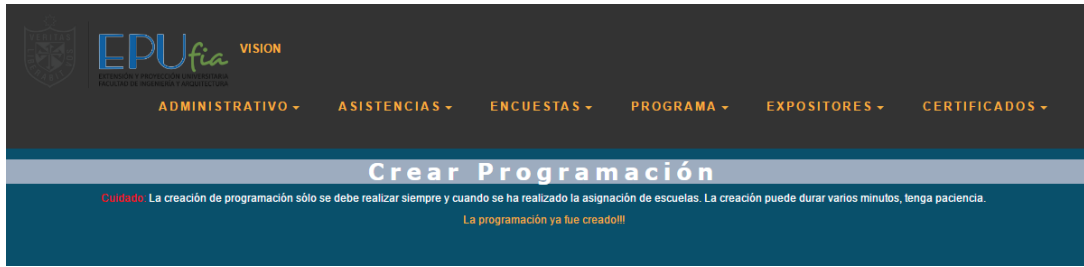 VERITAS
EPUfia
EXTENSIÓN Y PROYECCIÓN UNIVERSITARIA
FACULTAD DE INGENIERÍA Y ARQUITECTURA
VISION
ADMINISTRATIVO
ASISTENCIAS
ENCUESTAS
PROGRAMA
EXPOSITORES
CERTIFICADOS
Crear Programación
Cuidado: La creación de programación sólo se debe realizar siempre y cuando se ha realizado la asignación de escuelas. La creación puede durar varios minutos, tenga paciencia.
La programación ya fue creado!!!